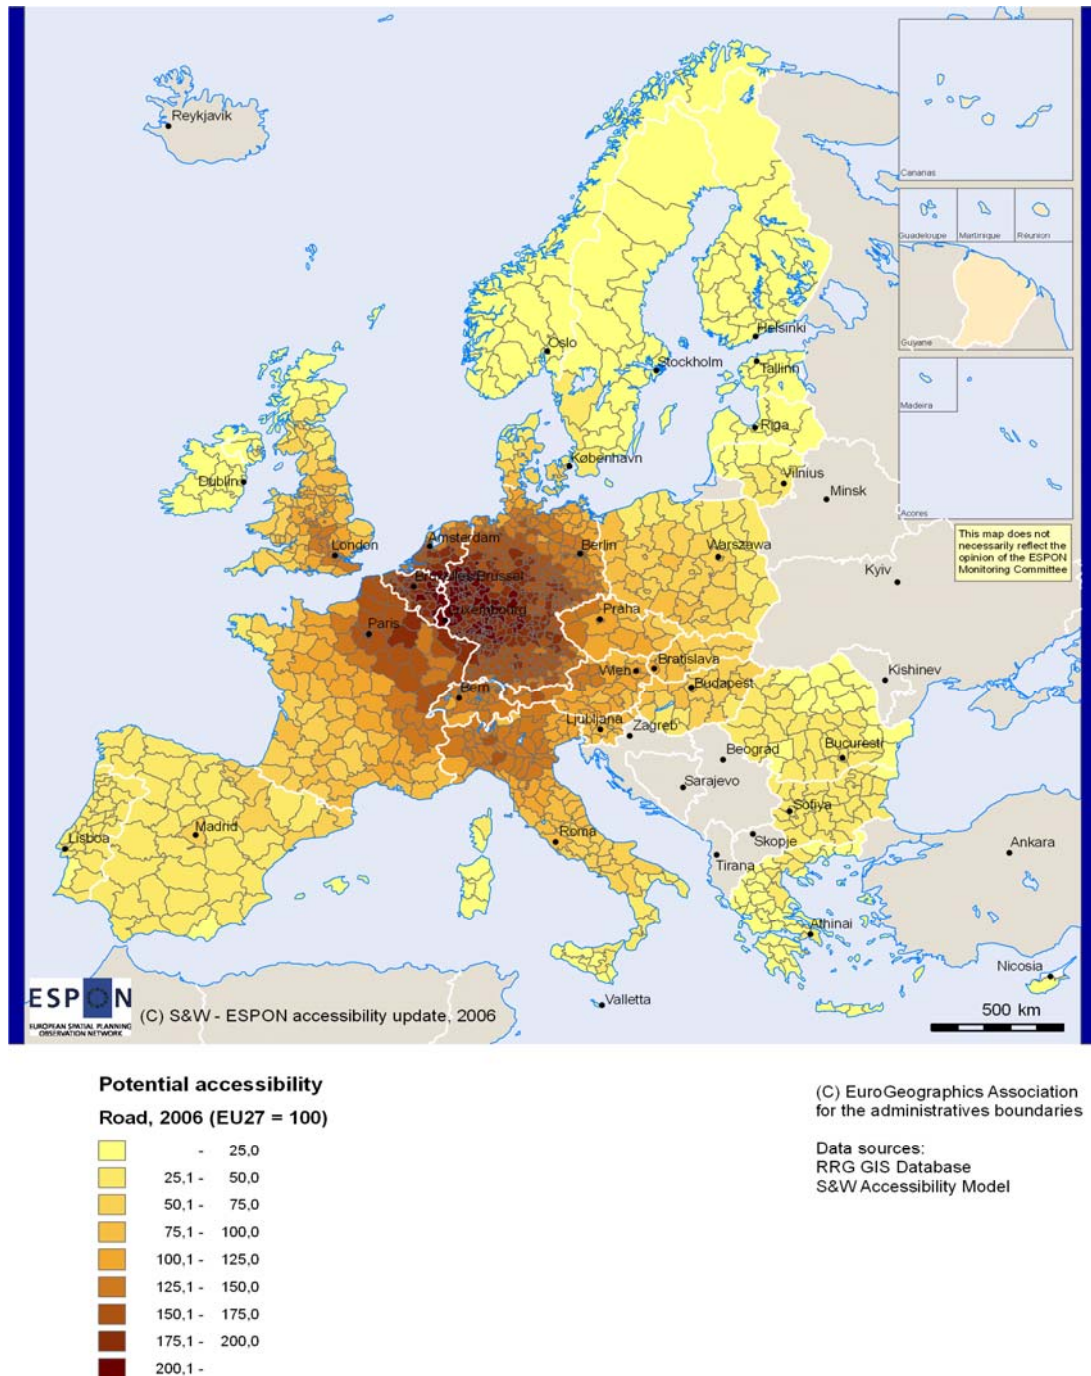 Reykjavik
Canarias
Guadeloupe
Martinique
Réunion
Guyane
Madeira
Acores
Helsinki
Oslo
Tallinn
Stockholm
Riga
København
Dublin
Vilnius
Minsk
This map does not
necessarily reflect the
opinion of the ESPON
Monitoring Committee
London
Amsterdam
Berlin
Warszawa
Kyiv
Bruxelles/Brussel
Luxembourg
Praha
Paris
Kishinev
Wien
Bratislava
Budapest
Bern
Ljubljana
Zagreb
Beograd
Bucuresti
Sarajevo
Sofiya
Madrid
Lisboa
Roma
Skopje
Tirana
Ankara
Athinai
Nicosia
Valletta
ESPON
EUROPEAN SPATIAL PLANNING
OBSERVATION NETWORK
(C) S&W - ESPON accessibility update, 2006
500 km
Potential accessibility
Road, 2006 (EU27 = 100)
- 25,0
25,1 - 50,0
50,1 - 75,0
75,1 - 100,0
100,1 - 125,0
125,1 - 150,0
150,1 - 175,0
175,1 - 200,0
200,1 -
(C) EuroGeographics Association
for the administratives boundaries
Data sources:
RRG GIS Database
S&W Accessibility Model